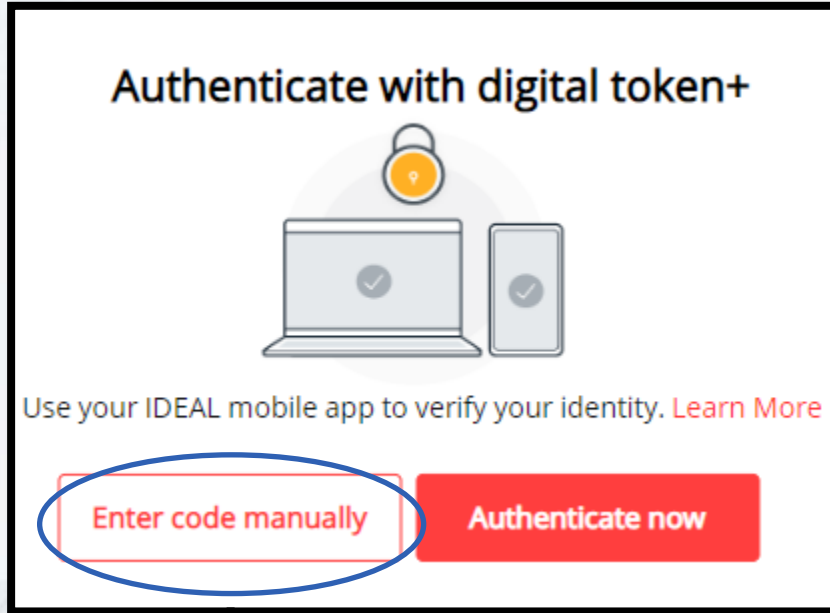 Authenticate with digital token+
Use your IDEAL mobile app to verify your identity. Learn More
Enter code manually
Authenticate now